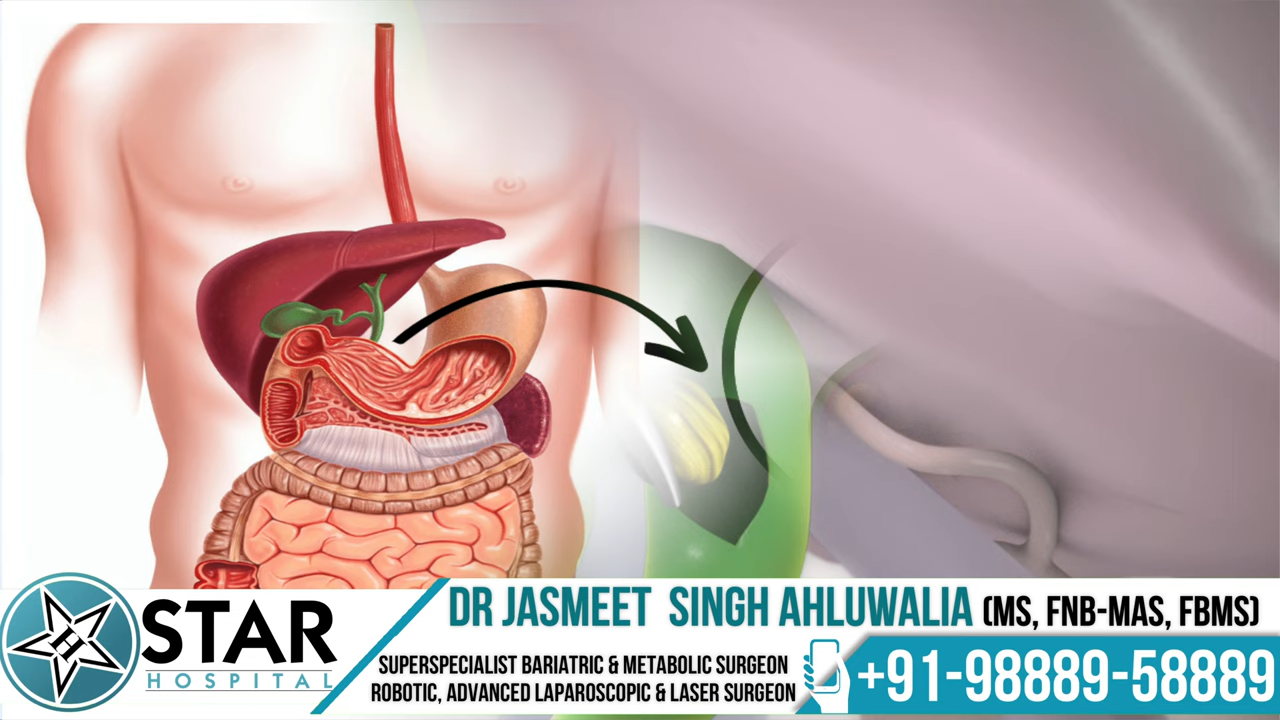 STAR
HOSPITAL
DR JASMEET SINGH AHLUWALIA (MS, FNB-MAS, FBMS)
SUPERSPECIALIST BARIATRIC & METABOLIC SURGEON
ROBOTIC, ADVANCED LAPAROSCOPIC & LASER SURGEON
+91-98889-58889